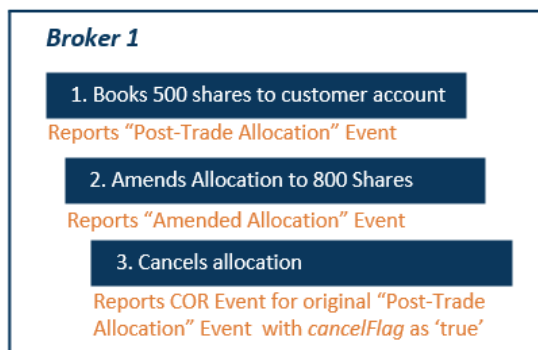 Broker 1
1. Books 500 shares to customer account
Reports “Post-Trade Allocation” Event
2. Amends Allocation to 800 Shares
Reports “Amended Allocation” Event
3. Cancels allocation
Reports COR Event for original “Post-Trade
Allocation” Event with cancelFlag as ‘true’